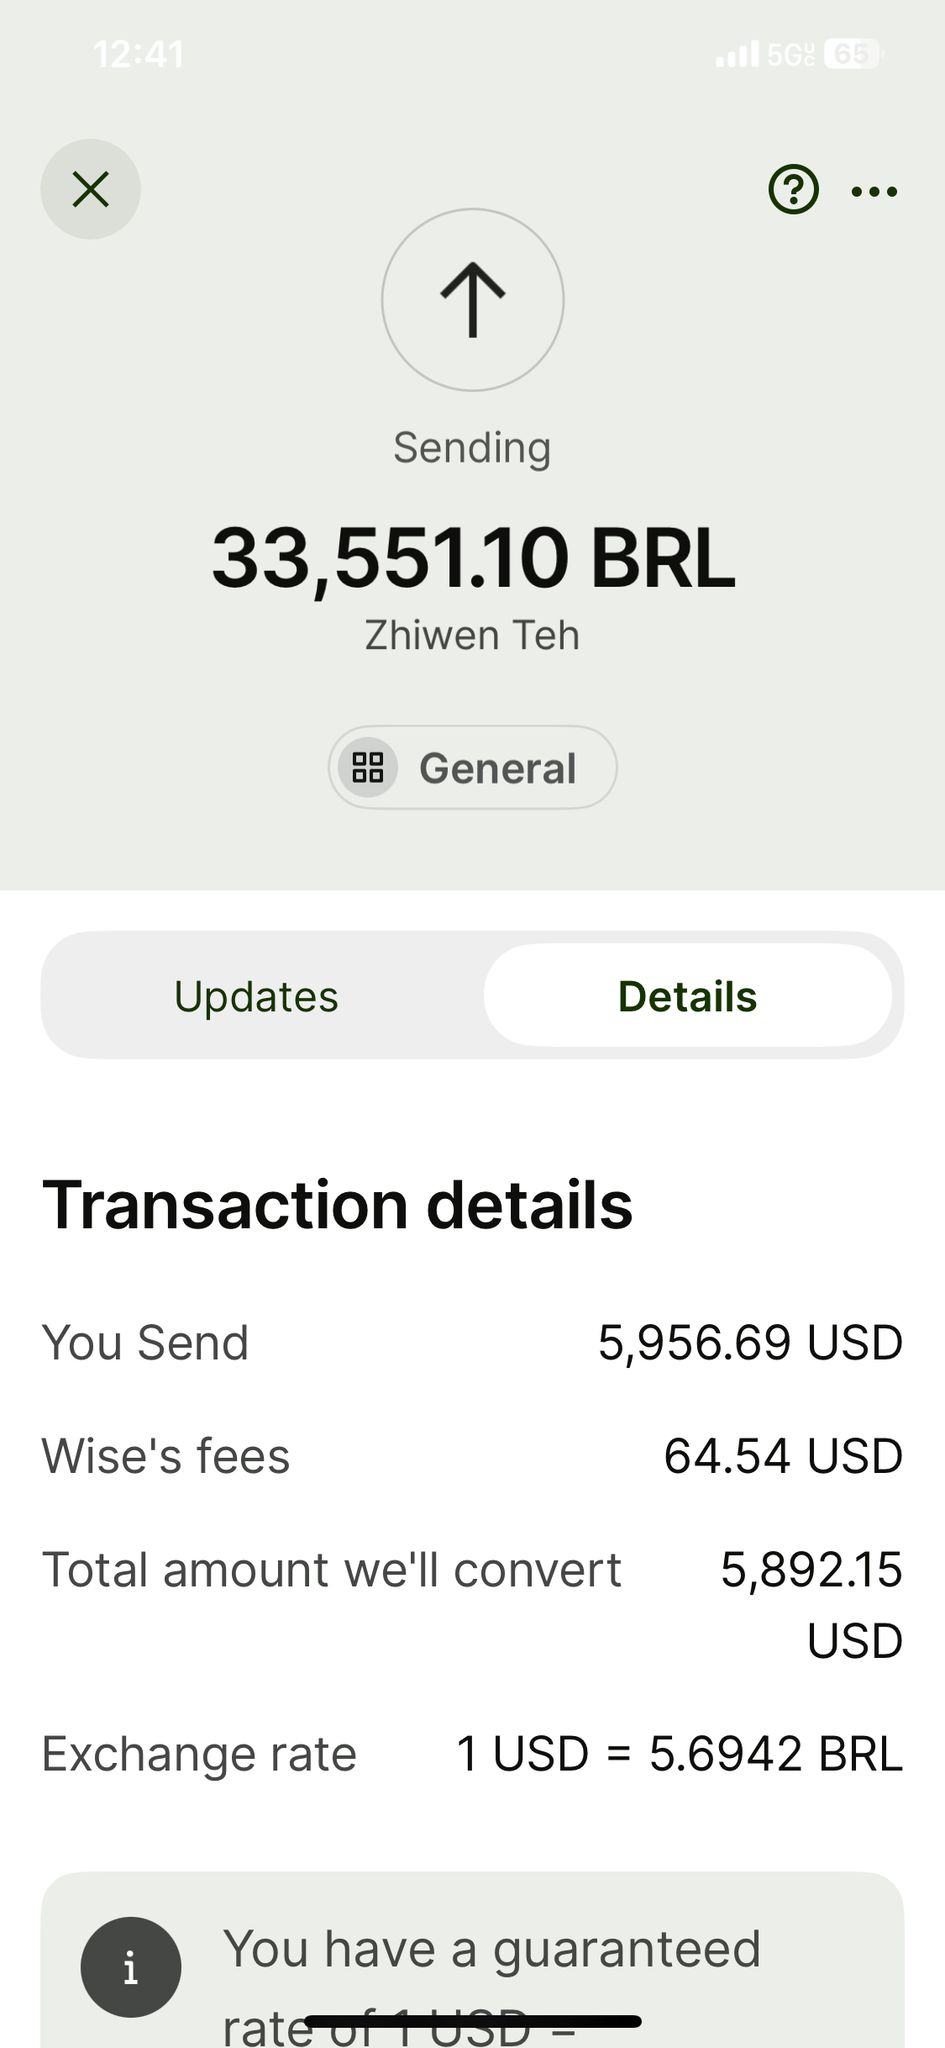 12:41
5G UC 65
Sending
33,551.10 BRL
Zhiwen Teh
General
Updates
Details
Transaction details
You Send 5,956.69 USD
Wise's fees 64.54 USD
Total amount we'll convert 5,892.15
USD
Exchange rate 1 USD = 5.6942 BRL
You have a guaranteed
rate of 1 USD =